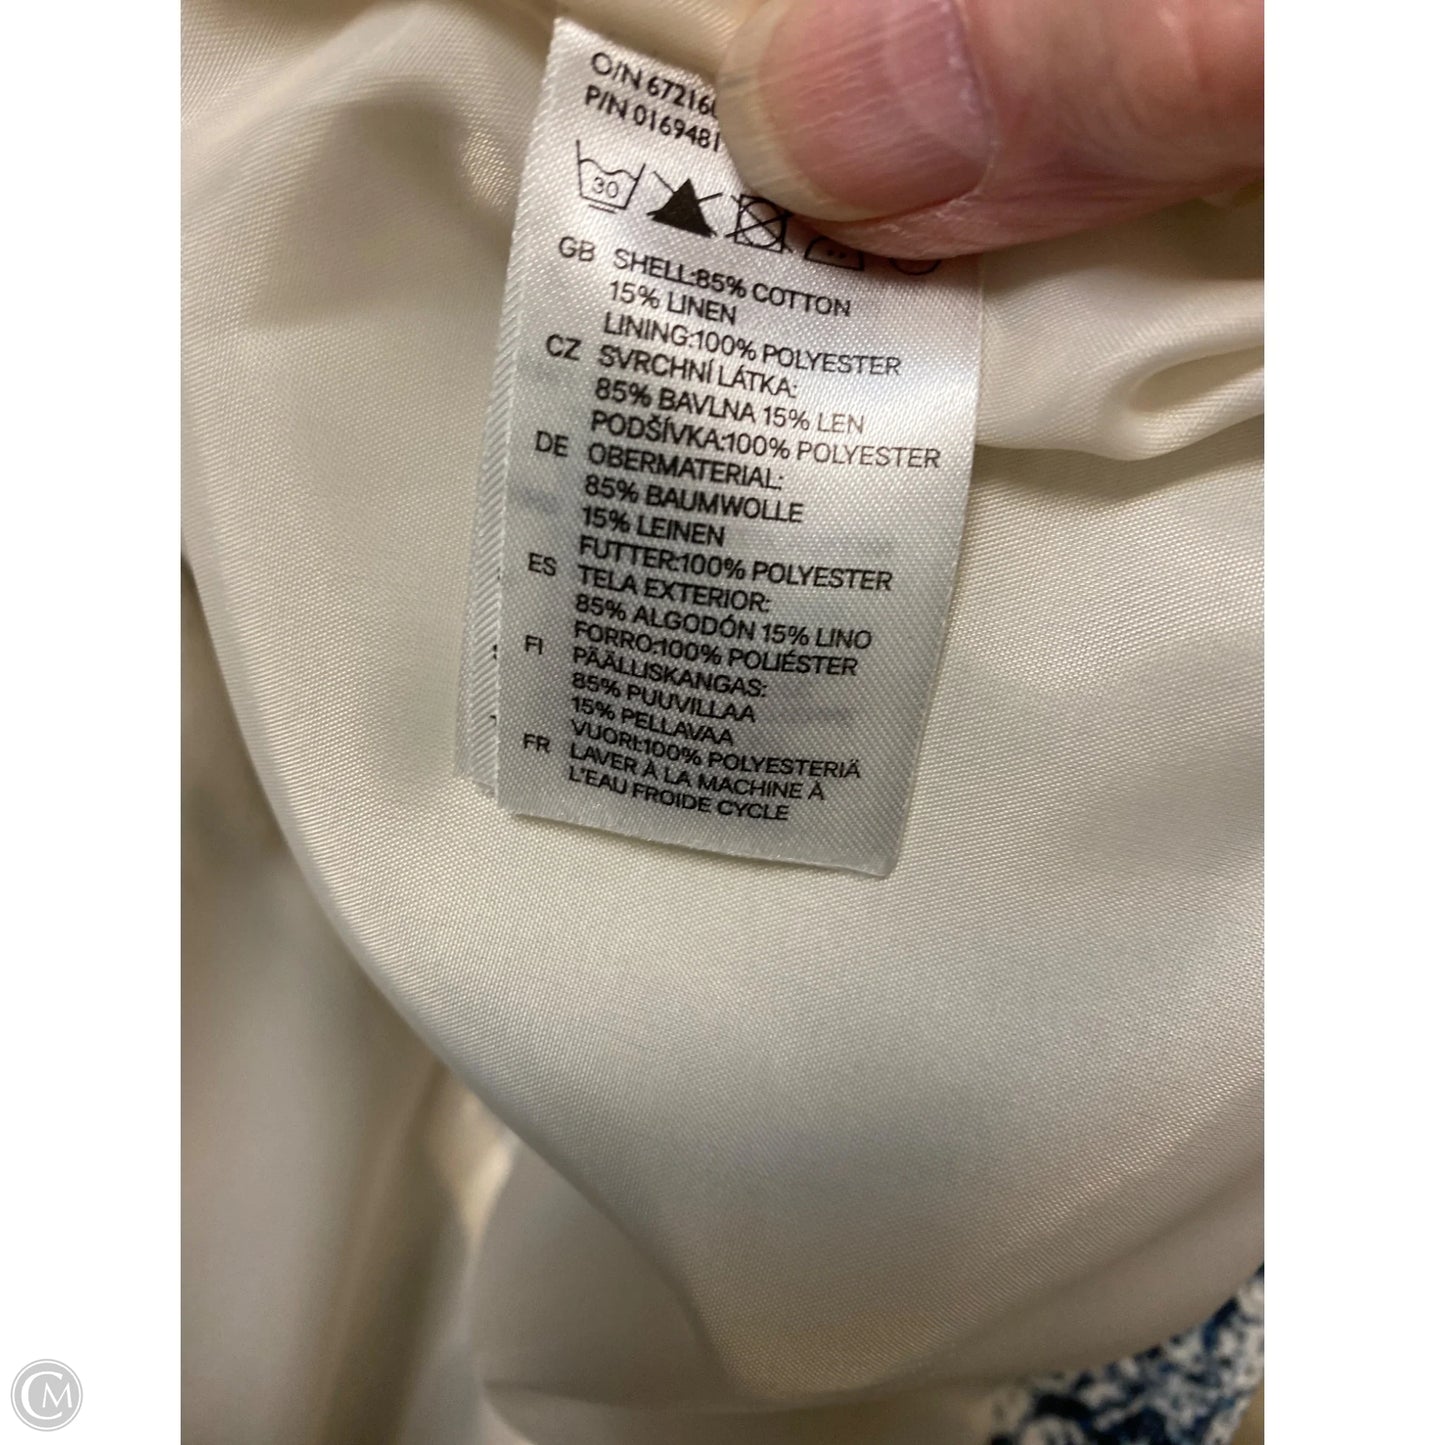 O/N 67216
P/N 0169481
30
GB SHELL:85% COTTON
15% LINEN
LINING:100% POLYESTER
CZ SVRCHNÍ LÁTKA:
85% BAVLNA 15% LEN
PODŠÍVKA:100% POLYESTER
DE OBERMATERIAL:
85% BAUMWOLLE
15% LEINEN
FUTTER:100% POLYESTER
ES TELA EXTERIOR:
85% ALGODÓN 15% LINO
FORRO:100% POLIÉSTER
FI PÄÄLLISKANGAS:
85% PUUVILLAA
15% PELLAVAA
VUORI:100% POLYESTERIÄ
FR LAVER À LA MACHINE À
L'EAU FROIDE CYCLE
CM